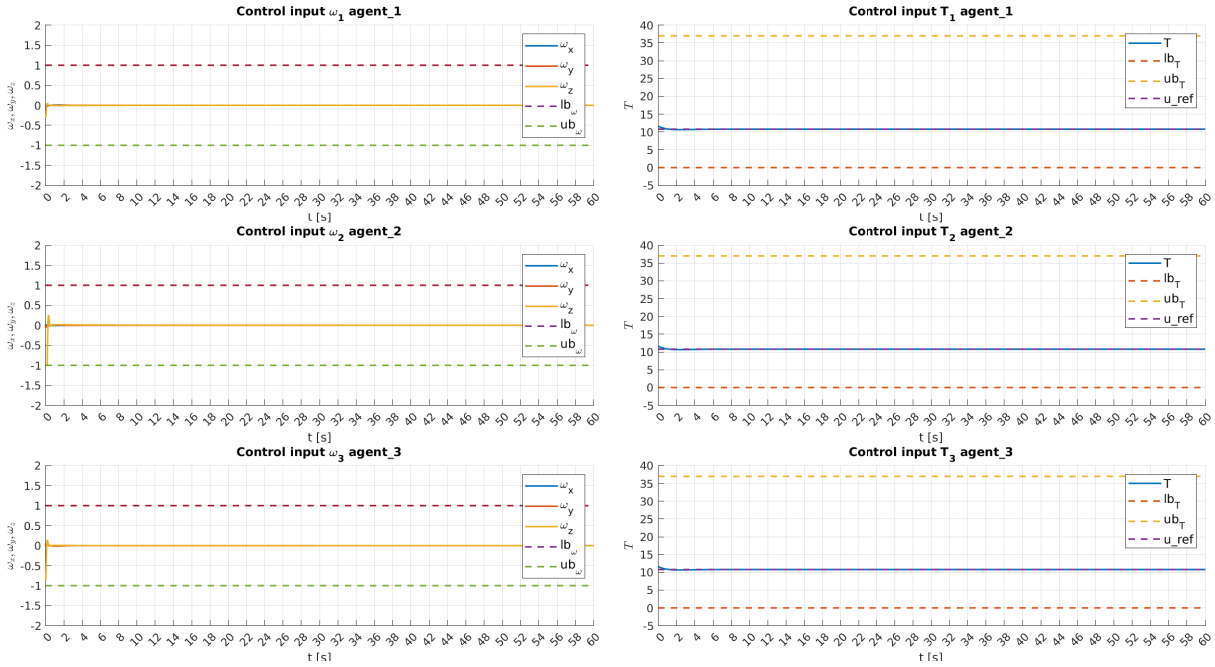 Control input ω1 agent_1
2
1.5
1
0.5
0
-0.5
-1
-1.5
-2
ωx, ωy, ωz
ωx
ωy
ωz
lbω
ubω
0 2 4 6 8 10 12 14 16 18 20 22 24 26 28 30 32 34 36 38 40 42 44 46 48 50 52 54 56 58 60
t [s]
Control input T1 agent_1
40
35
30
25
20
15
10
5
0
-5
T
T
lbT
ubT
u_ref
0 2 4 6 8 10 12 14 16 18 20 22 24 26 28 30 32 34 36 38 40 42 44 46 48 50 52 54 56 58 60
t [s]
Control input ω2 agent_2
2
1.5
1
0.5
0
-0.5
-1
-1.5
-2
ωx, ωy, ωz
ωx
ωy
ωz
lbω
ubω
0 2 4 6 8 10 12 14 16 18 20 22 24 26 28 30 32 34 36 38 40 42 44 46 48 50 52 54 56 58 60
t [s]
Control input T2 agent_2
40
35
30
25
20
15
10
5
0
-5
T
T
lbT
ubT
u_ref
0 2 4 6 8 10 12 14 16 18 20 22 24 26 28 30 32 34 36 38 40 42 44 46 48 50 52 54 56 58 60
t [s]
Control input ω3 agent_3
2
1.5
1
0.5
0
-0.5
-1
-1.5
-2
ωx, ωy, ωz
ωx
ωy
ωz
lbω
ubω
0 2 4 6 8 10 12 14 16 18 20 22 24 26 28 30 32 34 36 38 40 42 44 46 48 50 52 54 56 58 60
t [s]
Control input T3 agent_3
40
35
30
25
20
15
10
5
0
-5
T
T
lbT
ubT
u_ref
0 2 4 6 8 10 12 14 16 18 20 22 24 26 28 30 32 34 36 38 40 42 44 46 48 50 52 54 56 58 60
t [s]